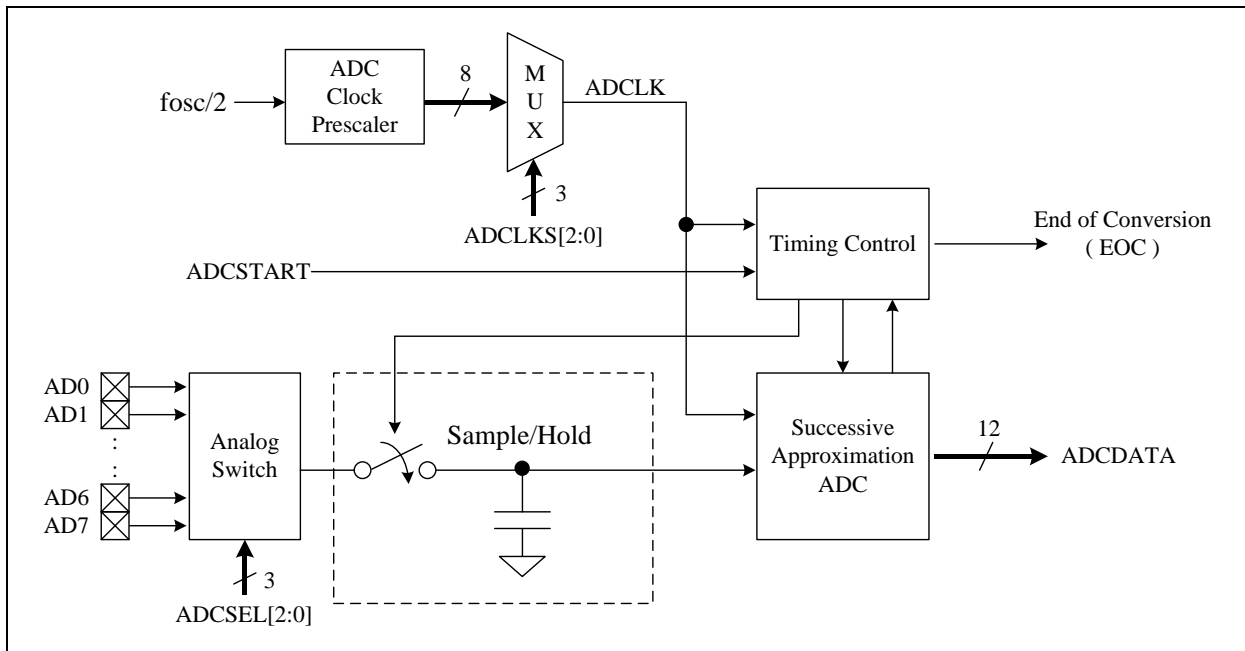 ADC
Clock
Prescaler
fosc/2
8
M
U
X
ADCLK
3
ADCLKS[2:0]
ADCSTART
Timing Control
End of Conversion
( EOC )
AD0
AD1
:
:
AD6
AD7
Analog
Switch
3
ADCSEL[2:0]
Sample/Hold
Successive
Approximation
ADC
12
ADCDATA